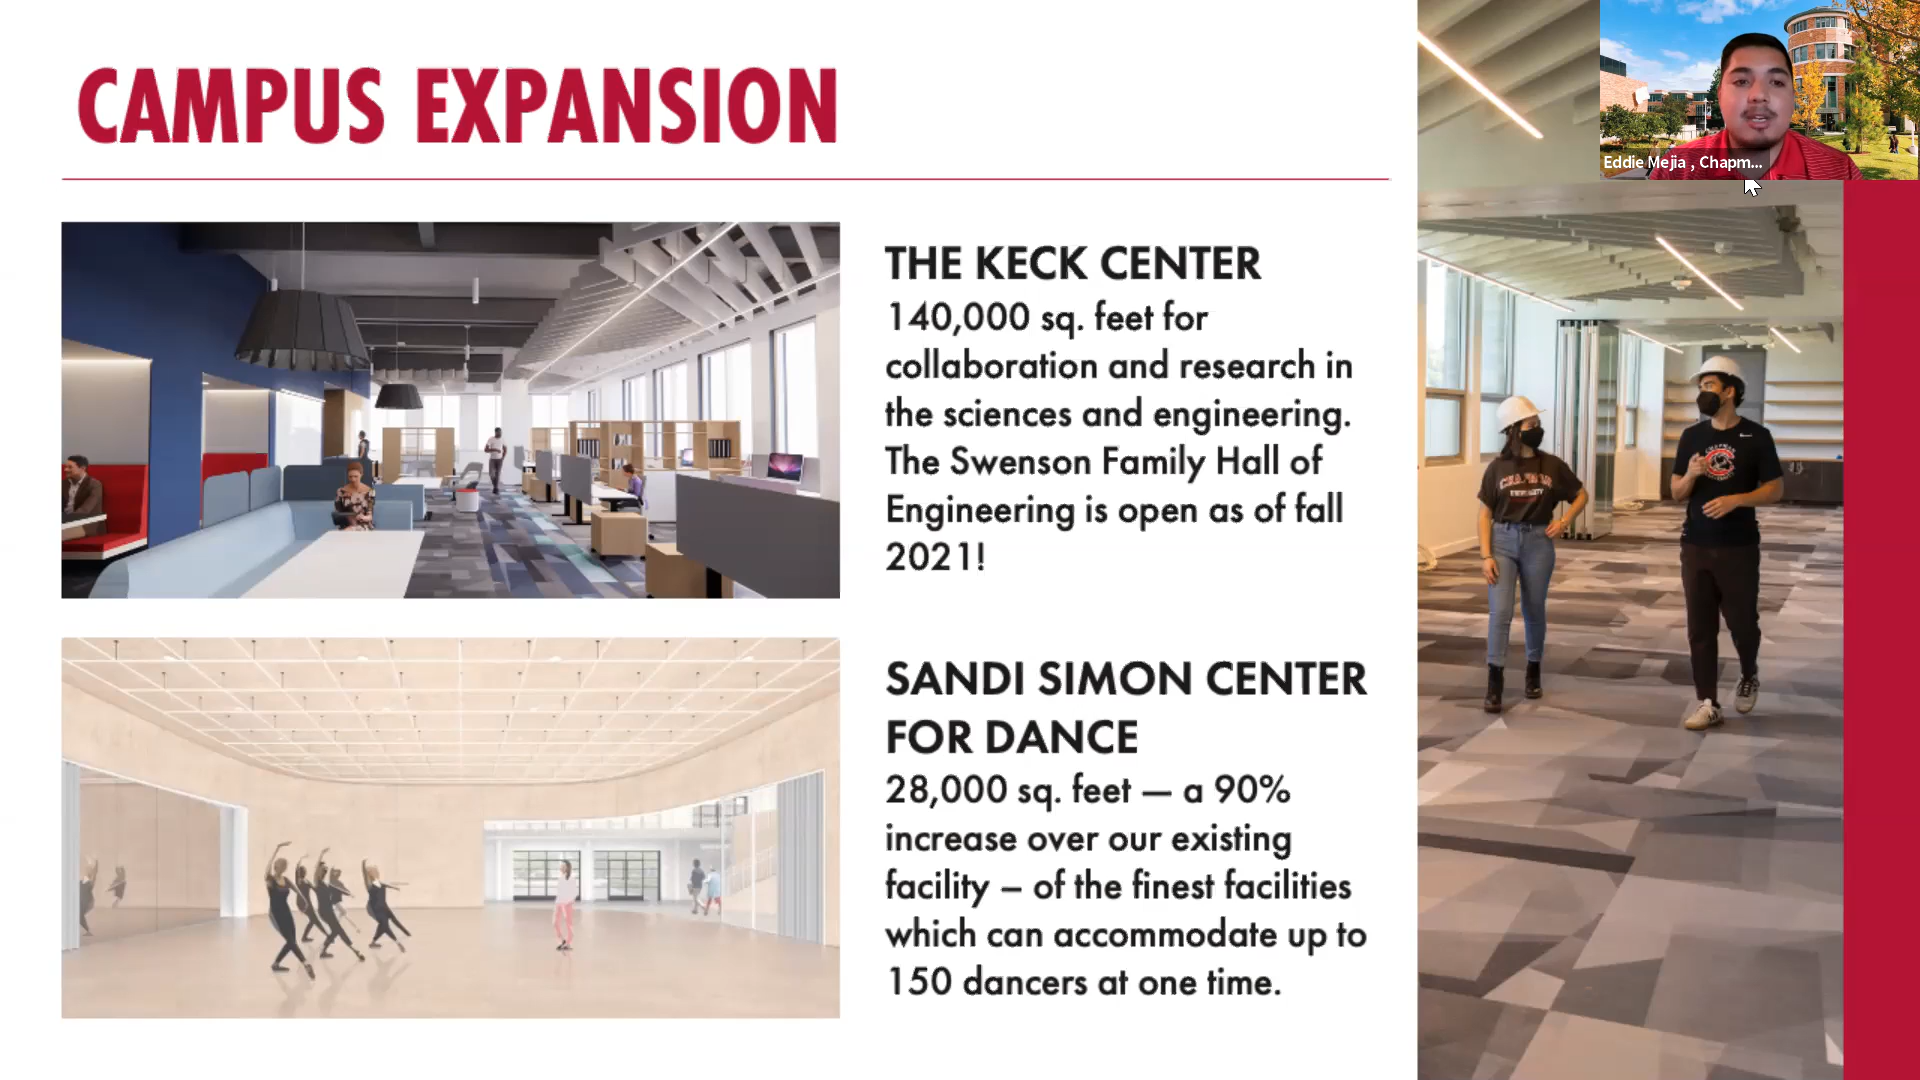 CAMPUS EXPANSION
Eddie Mejia , Chapm...
THE KECK CENTER
140,000 sq. feet for
collaboration and research in
the sciences and engineering.
The Swenson Family Hall of
Engineering is open as of fall
2021!
SANDI SIMON CENTER
FOR DANCE
28,000 sq. feet — a 90%
increase over our existing
facility – of the finest facilities
which can accommodate up to
150 dancers at one time.
CHAPMAN
UNIVERSITY